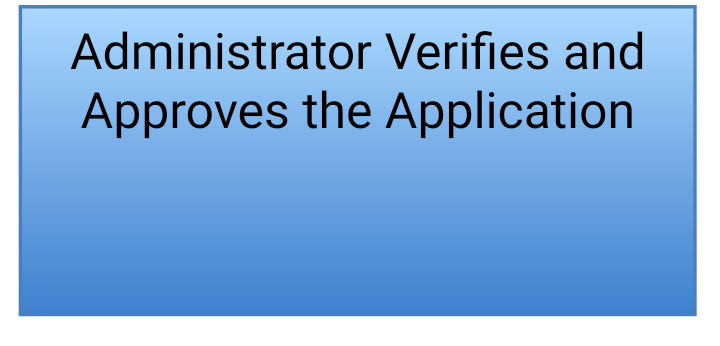 Administrator Verifies and
Approves the Application